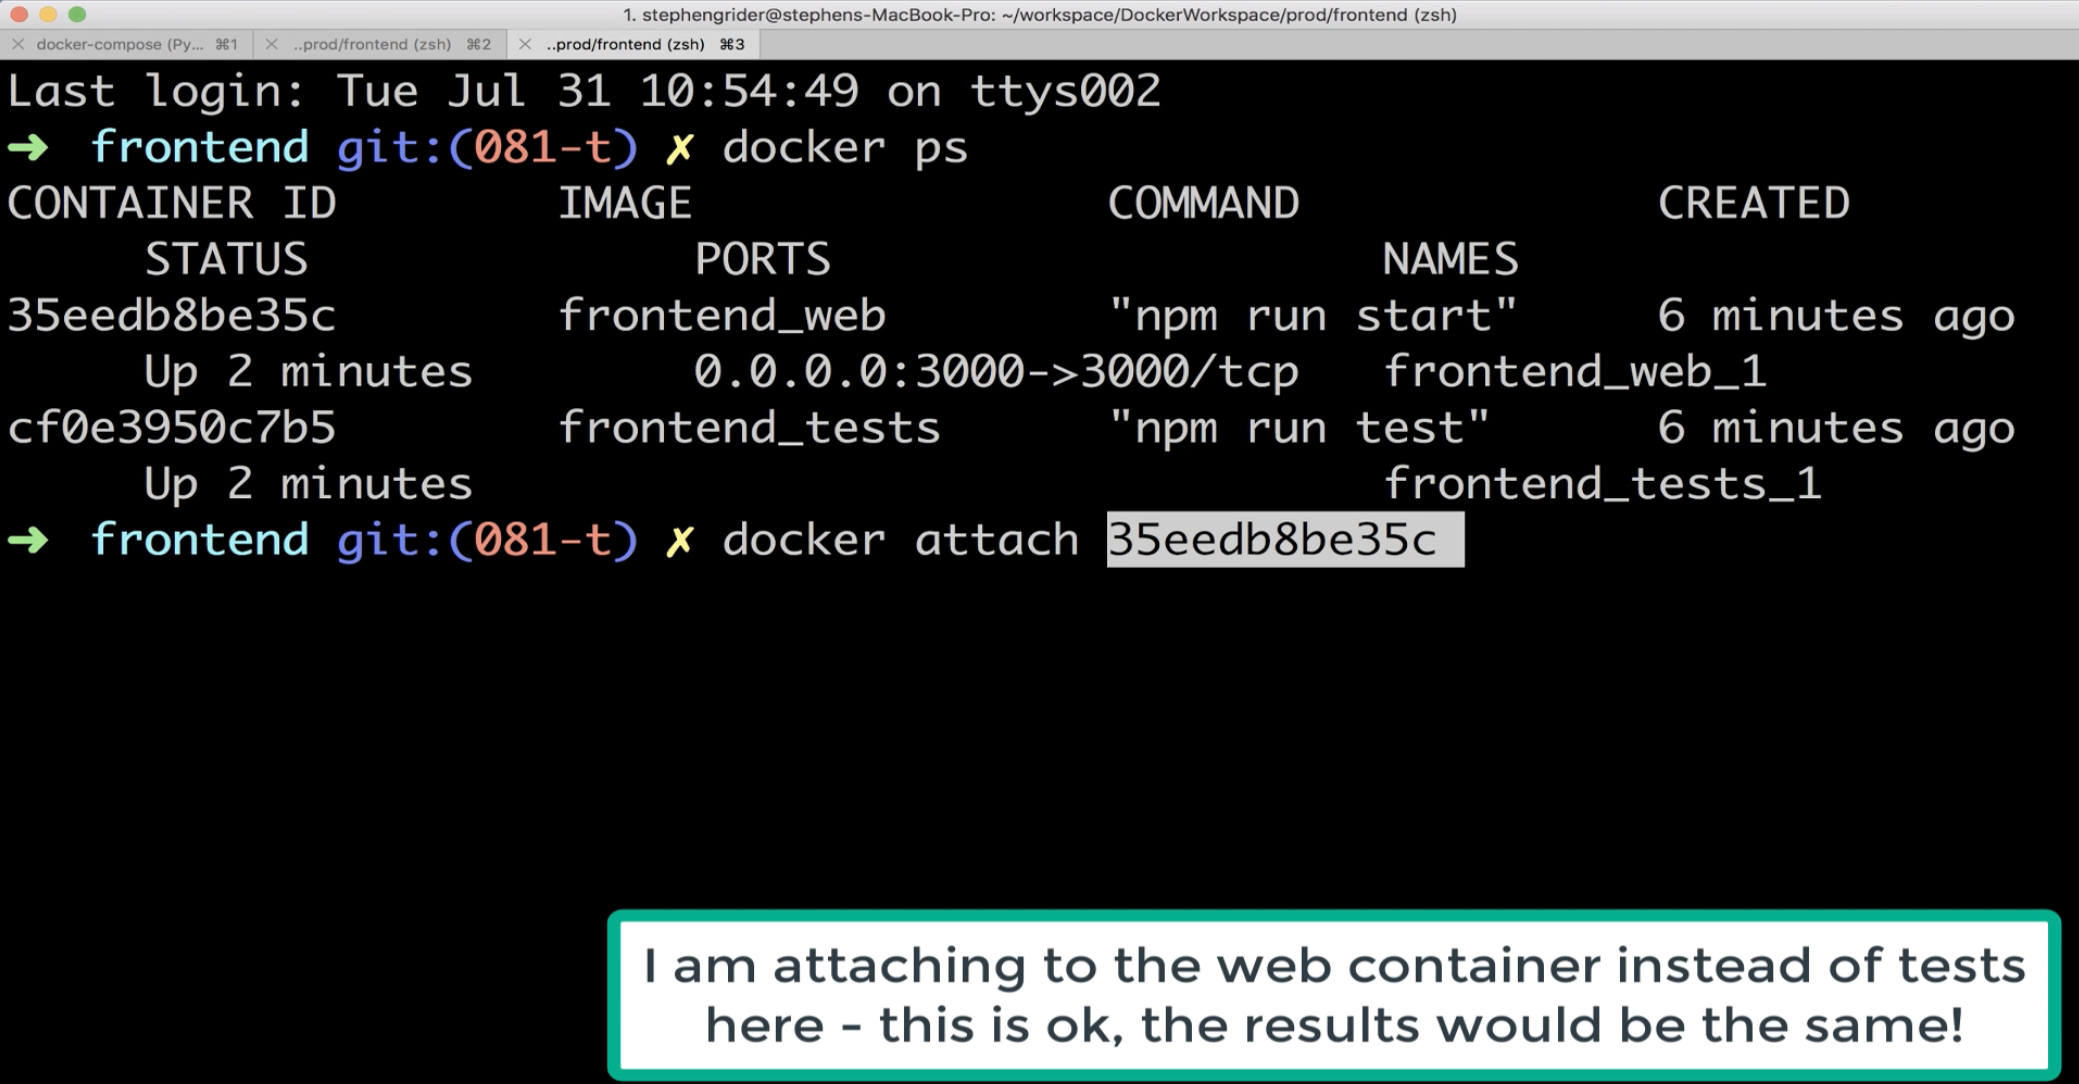 1. stephengrider@stephens-MacBook-Pro: ~/workspace/DockerWorkspace/prod/frontend (zsh)
docker-compose (Py... ⌘1 ..prod/frontend (zsh) ⌘2 ..prod/frontend (zsh) ⌘3
Last login: Tue Jul 31 10:54:49 on ttys002
➜ frontend git:(081-t) ✗ docker ps
CONTAINER ID IMAGE COMMAND CREATED
STATUS PORTS NAMES
35eedb8be35c frontend_web "npm run start" 6 minutes ago
Up 2 minutes 0.0.0.0:3000->3000/tcp frontend_web_1
cf0e3950c7b5 frontend_tests "npm run test" 6 minutes ago
Up 2 minutes frontend_tests_1
➜ frontend git:(081-t) ✗ docker attach 35eedb8be35c
I am attaching to the web container instead of tests
here - this is ok, the results would be the same!